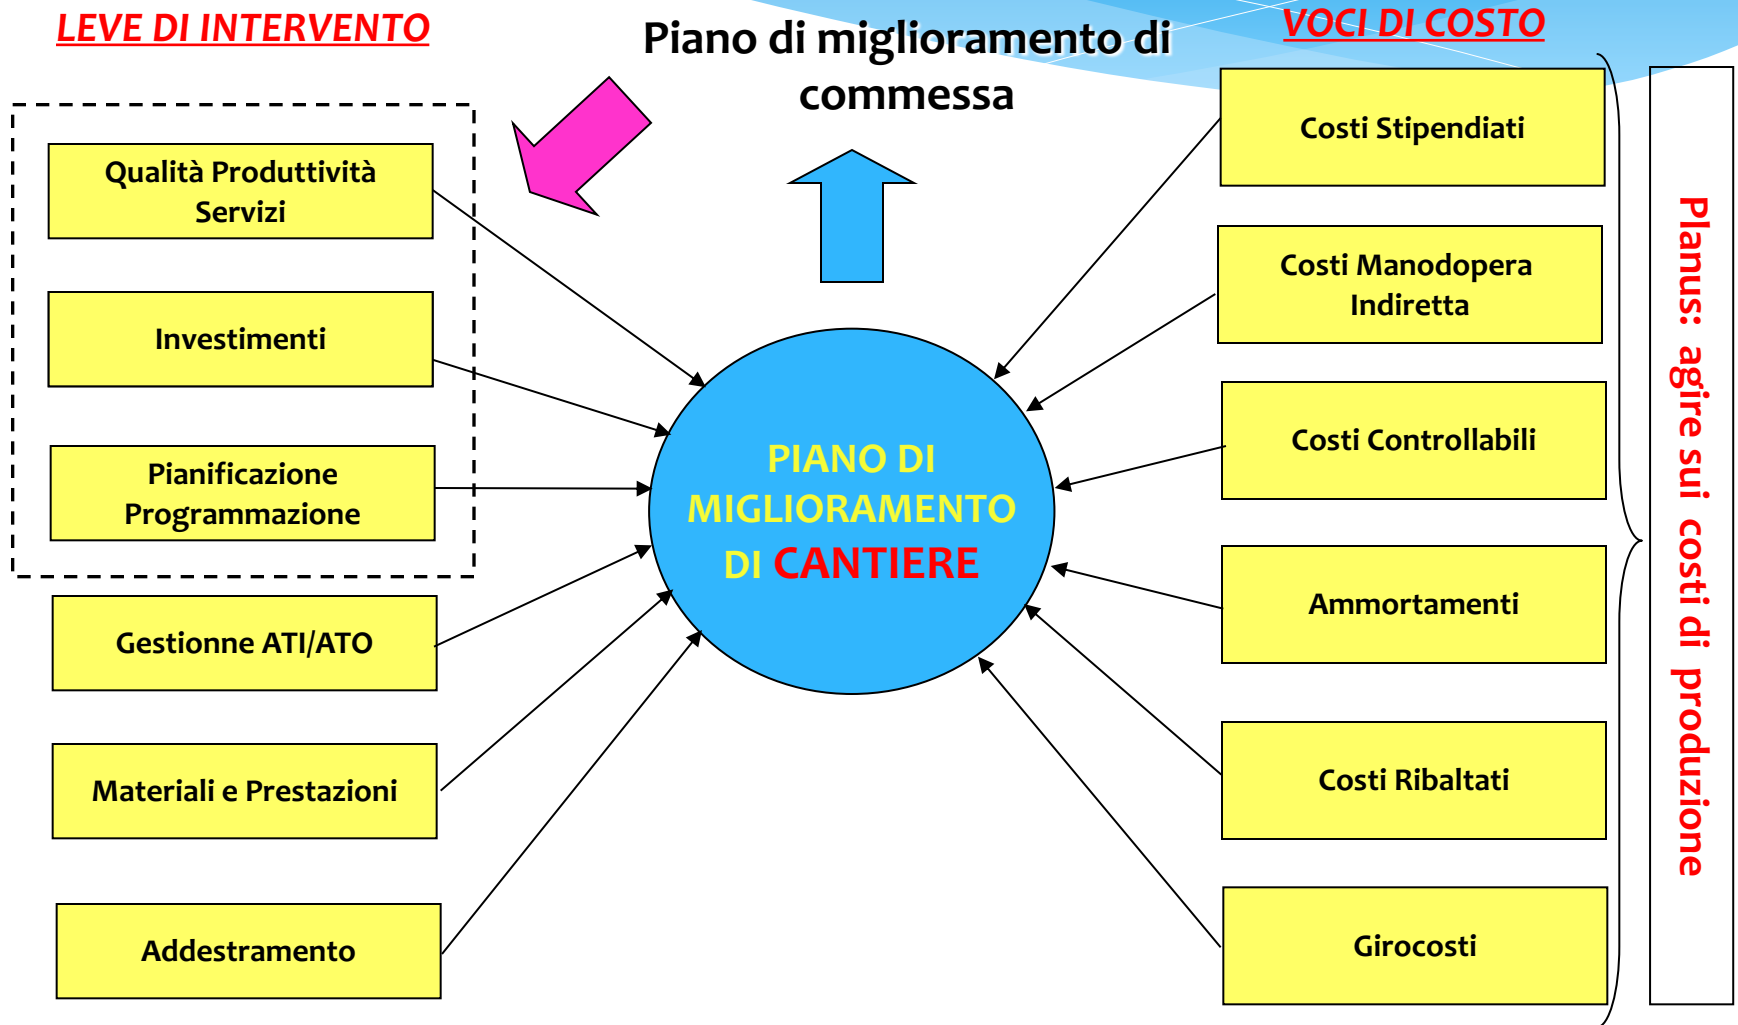 LEVE DI INTERVENTO
Piano di miglioramento di
commessa
VOCI DI COSTO
Qualità Produttività
Servizi
Investimenti
Pianificazione
Programmazione
Gestionne ATI/ATO
Materiali e Prestazioni
Addestramento
PIANO DI
MIGLIORAMENTO
DI CANTIERE
Costi Stipendiati
Costi Manodopera
Indiretta
Costi Controllabili
Ammortamenti
Costi Ribaltati
Girocosti
Planus: agire sui costi di produzione